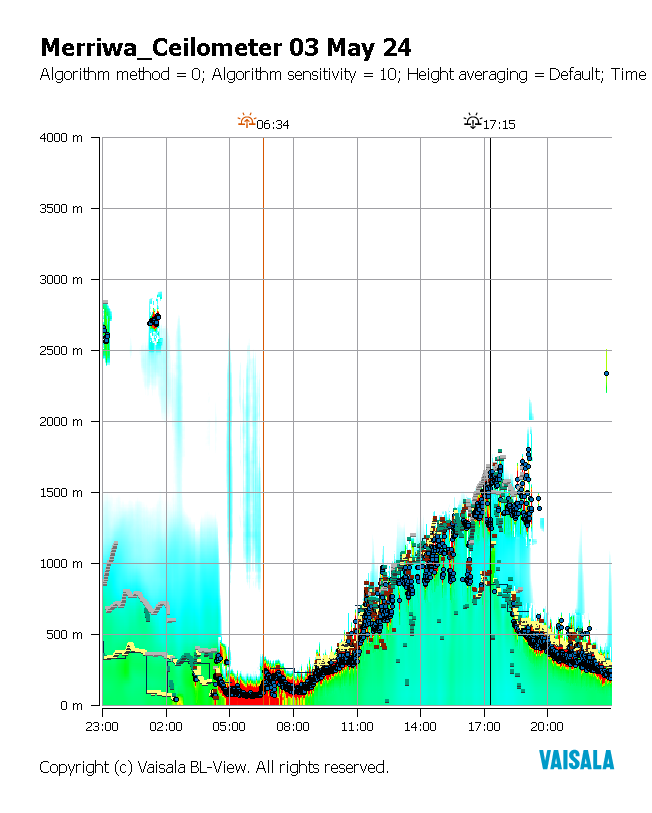 Merriwa_Ceilometer 03 May 24
Algorithm method = 0; Algorithm sensitivity = 10; Height averaging = Default; Time
06:34
17:15
4000 m
3500 m
3000 m
2500 m
2000 m
1500 m
1000 m
500 m
0 m
23:00 02:00 05:00 08:00 11:00 14:00 17:00 20:00
Copyright (c) Vaisala BL-View. All rights reserved.
VAISALA